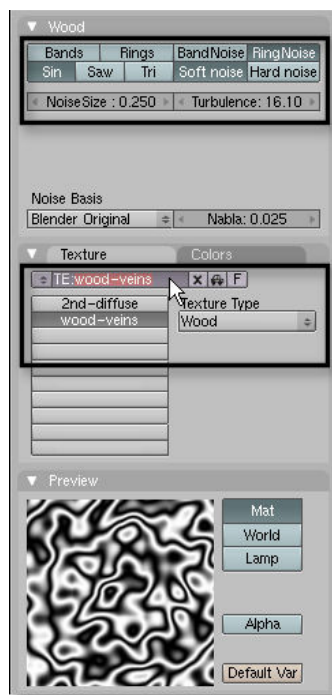 Wood
Bands Rings BandNoise RingNoise
Sin Saw Tri Soft noise Hard noise
NoiseSize : 0.250 Turbulence: 16.10
Noise Basis
Blender Original Nabla: 0.025
Texture Colors
TE:wood-veins X F
2nd-diffuse Texture Type
wood-veins Wood
Preview
Mat
World
Lamp
Alpha
Default Var